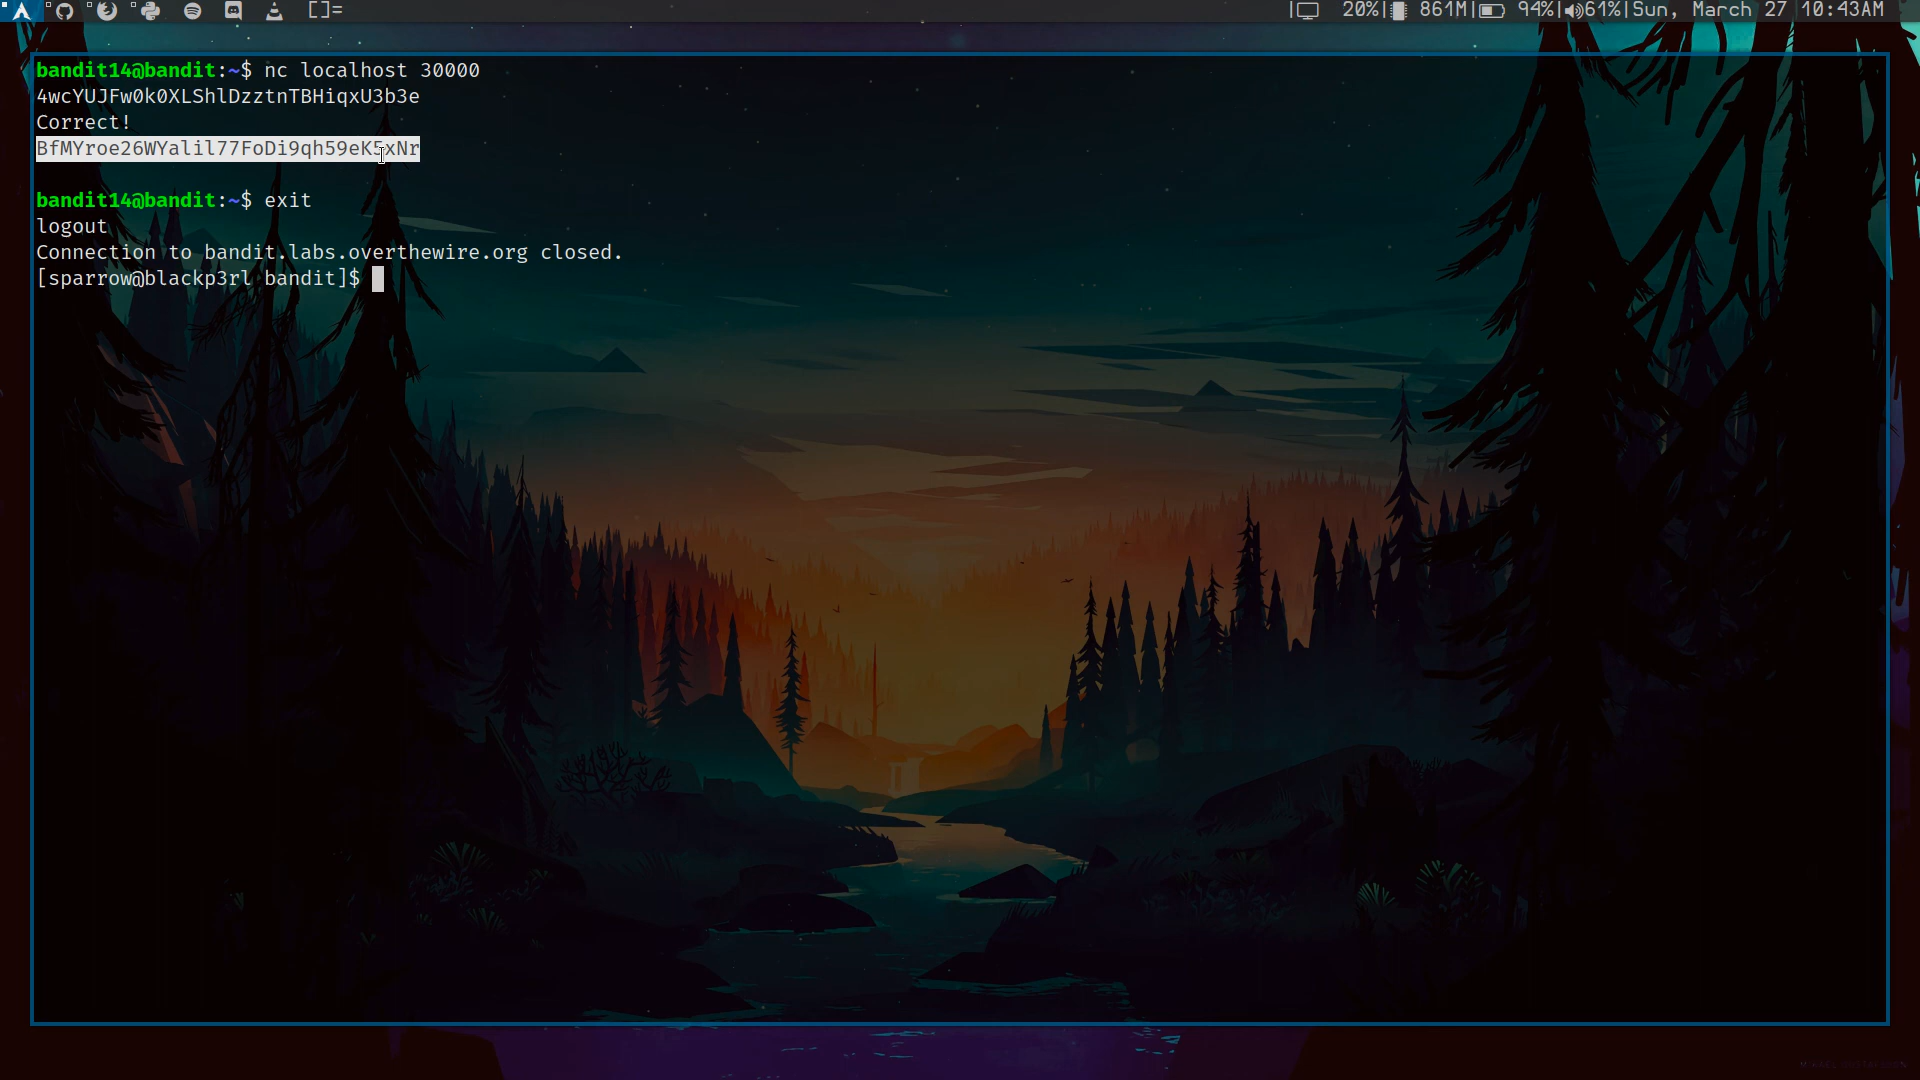 []= | 20%| 861M| 94%| 61%|Sun, March 27 |10:43AM
bandit14@bandit:~$ nc localhost 30000
4wcYUJFw0k0XLShlDzztnTBHiqxU3b3e
Correct!
BfMYroe26WYalil77FoDi9qh59eK5xNr
bandit14@bandit:~$ exit
logout
Connection to bandit.labs.overthewire.org closed.
[sparrow@blackp3rl bandit]$